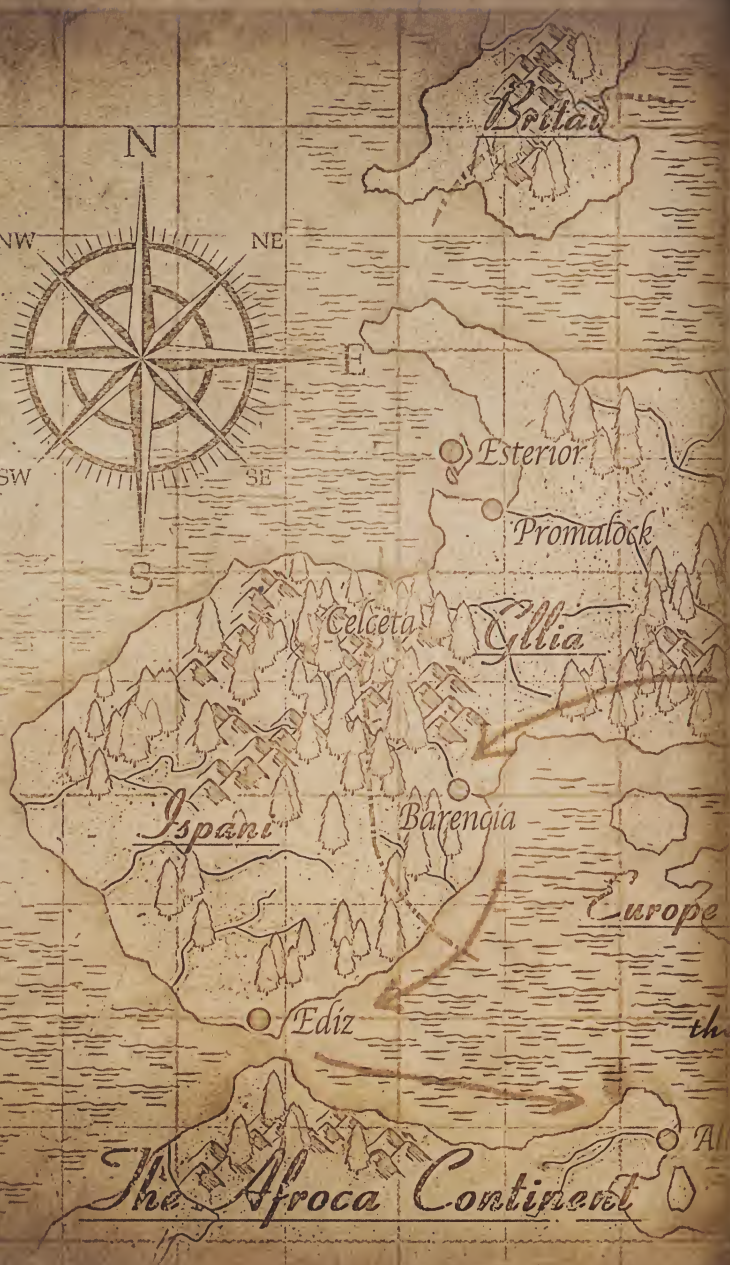 Britai
N
NW
NE
E
SW
SE
S
Esterior
Promalock
Celceta
Gllia
Ispani
Barengia
Europe
Ediz
th
Al
The Afroca Continent